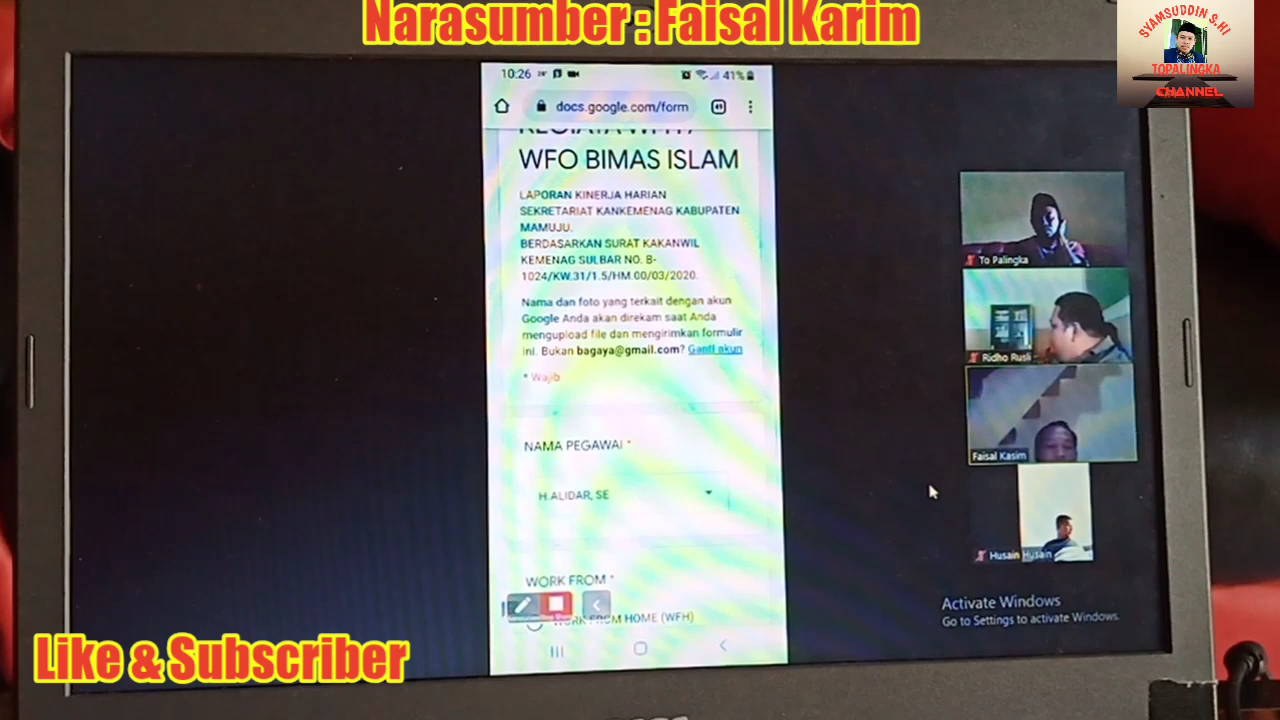 Narasumber : Faisal Karim
SYAMSUDDIN S.HI
TOPALINGKA
CHANNEL
10:26
41%
docs.google.com/form
WFO BIMAS ISLAM
LAPORAN KINERJA HARIAN
SEKRETARIAT KANKEMENAG KABUPATEN
MAMUJU.
BERDASARKAN SURAT KAKANWIL
KEMENAG SULBAR NO. B-
1024/KW.31/1.5/HM.00/03/2020.
Nama dan foto yang terkait dengan akun
Google Anda akan direkam saat Anda
mengupload file dan mengirimkan formulir
ini. Bukan bagaya@gmail.com? Ganti akun
* Wajib
NAMA PEGAWAI *
H.ALIDAR, SE
WORK FROM *
WORK FROM HOME (WFH)
To Palingka
Ridho Rusli
Faisal Kasim
Husain Husain
Activate Windows
Go to Settings to activate Windows.
Like & Subscriber